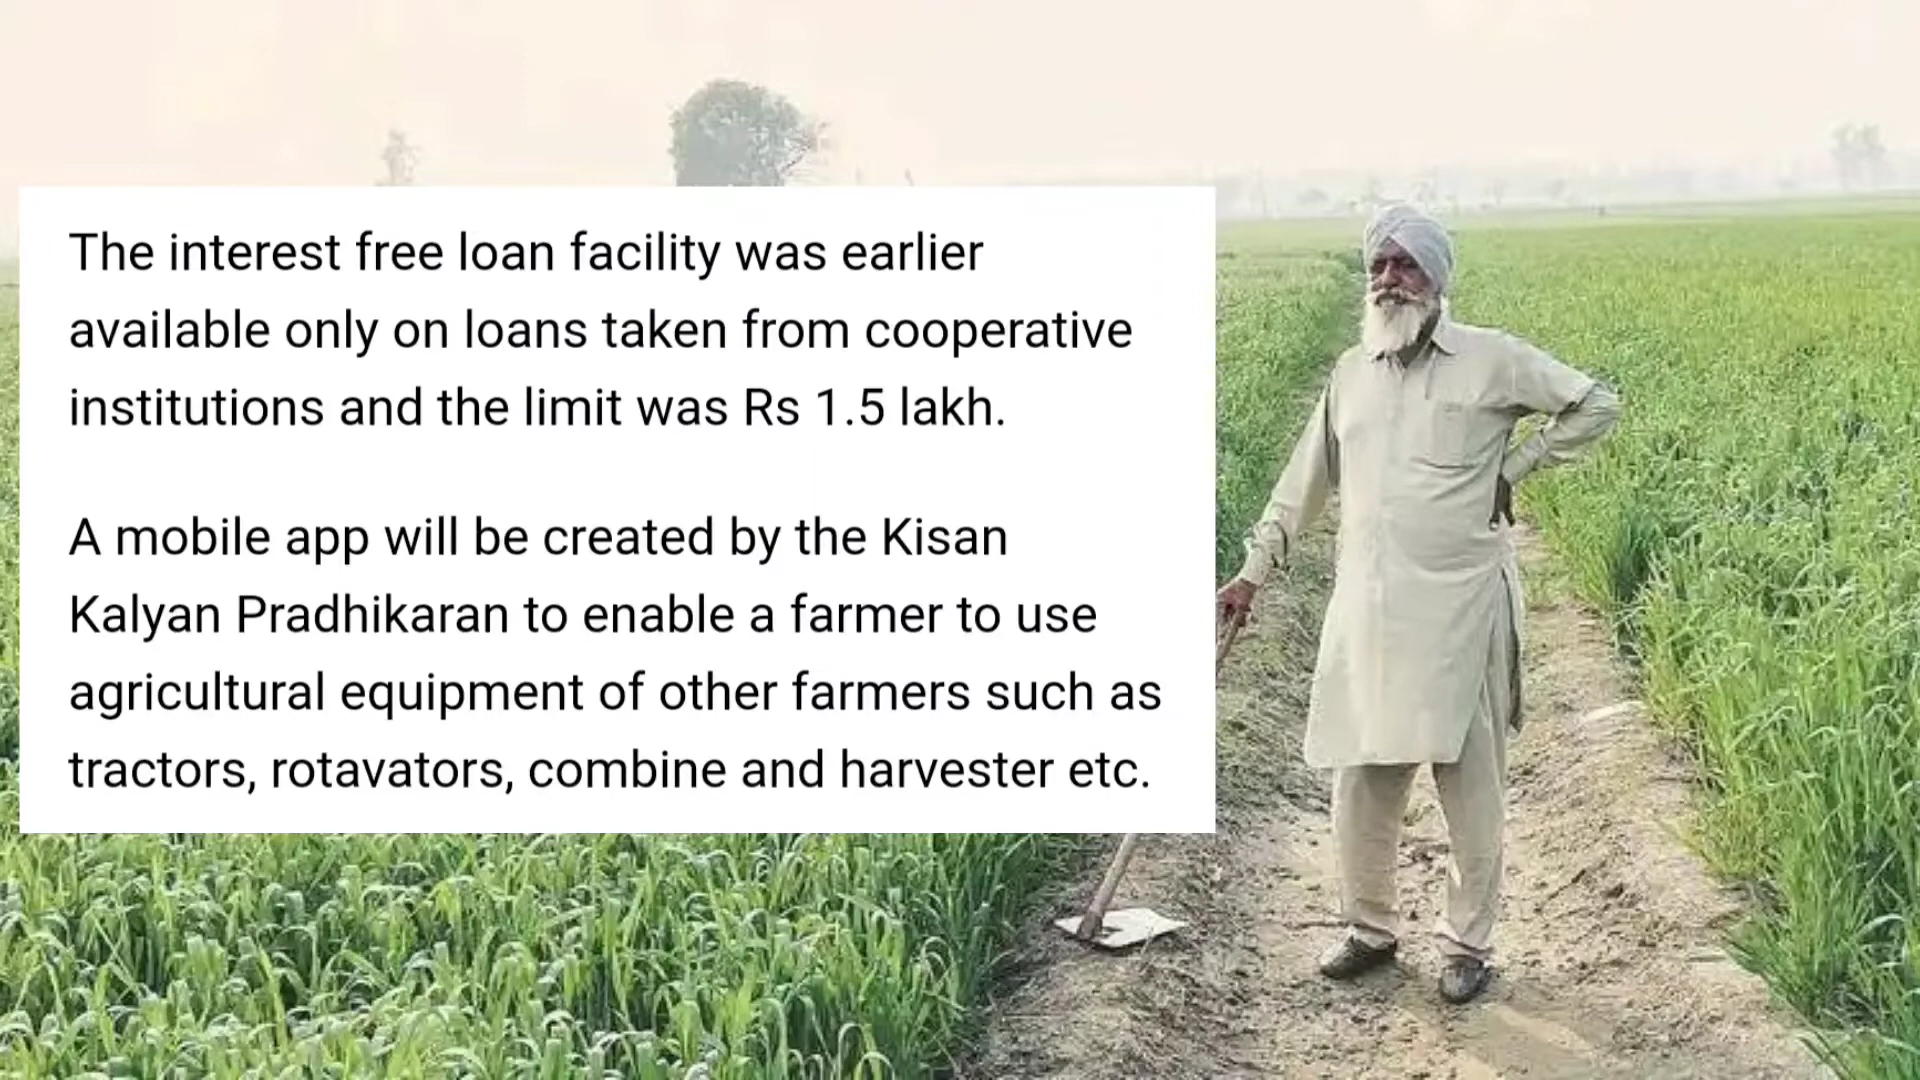 The interest free loan facility was earlier
available only on loans taken from cooperative
institutions and the limit was Rs 1.5 lakh.
A mobile app will be created by the Kisan
Kalyan Pradhikaran to enable a farmer to use
agricultural equipment of other farmers such as
tractors, rotavators, combine and harvester etc.